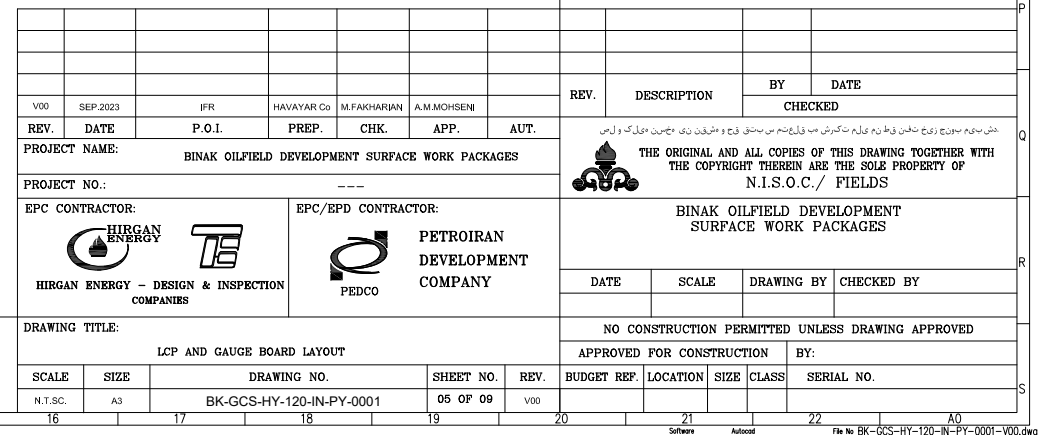 V00 SEP.2023 IFR HAVAYAR Co M.FAKHARIAN A.M.MOHSENI
REV. DATE P.O.I. PREP. CHK. APP. AUT.
PROJECT NAME:
BINAK OILFIELD DEVELOPMENT SURFACE WORK PACKAGES
PROJECT NO.: ---
EPC CONTRACTOR:
HIRGAN
ENERGY
HIRGAN ENERGY - DESIGN & INSPECTION
COMPANIES
EPC/EPD CONTRACTOR:
PEDCO
PETROIRAN
DEVELOPMENT
COMPANY
DRAWING TITLE:
LCP AND GAUGE BOARD LAYOUT
SCALE SIZE DRAWING NO. SHEET NO. REV.
N.T.SC. A3 BK-GCS-HY-120-IN-PY-0001 05 OF 09 V00
REV. DESCRIPTION BY DATE
CHECKED
THE ORIGINAL AND ALL COPIES OF THIS DRAWING TOGETHER WITH
THE COPYRIGHT THEREIN ARE THE SOLE PROPERTY OF
N.I.S.O.C./ FIELDS
BINAK OILFIELD DEVELOPMENT
SURFACE WORK PACKAGES
DATE SCALE DRAWING BY CHECKED BY
NO CONSTRUCTION PERMITTED UNLESS DRAWING APPROVED
APPROVED FOR CONSTRUCTION BY:
BUDGET REF. LOCATION SIZE CLASS SERIAL NO.
P
Q
R
S
16 17 18 19 20 21 22 A0
Software Autocad File No BK-GCS-HY-120-IN-PY-0001-V00.dwg